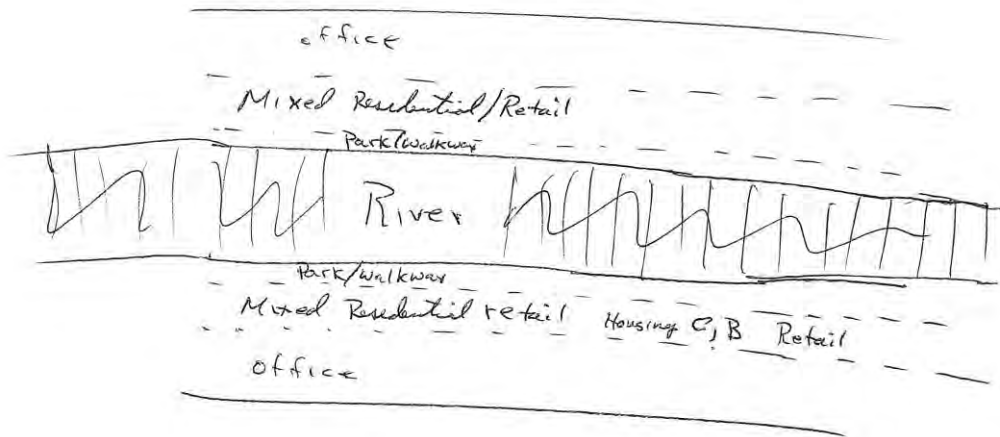 office
Mixed Residential/Retail
Park/walkway
River
Park/walkway
Mixed Residential retail Housing C, B Retail
office